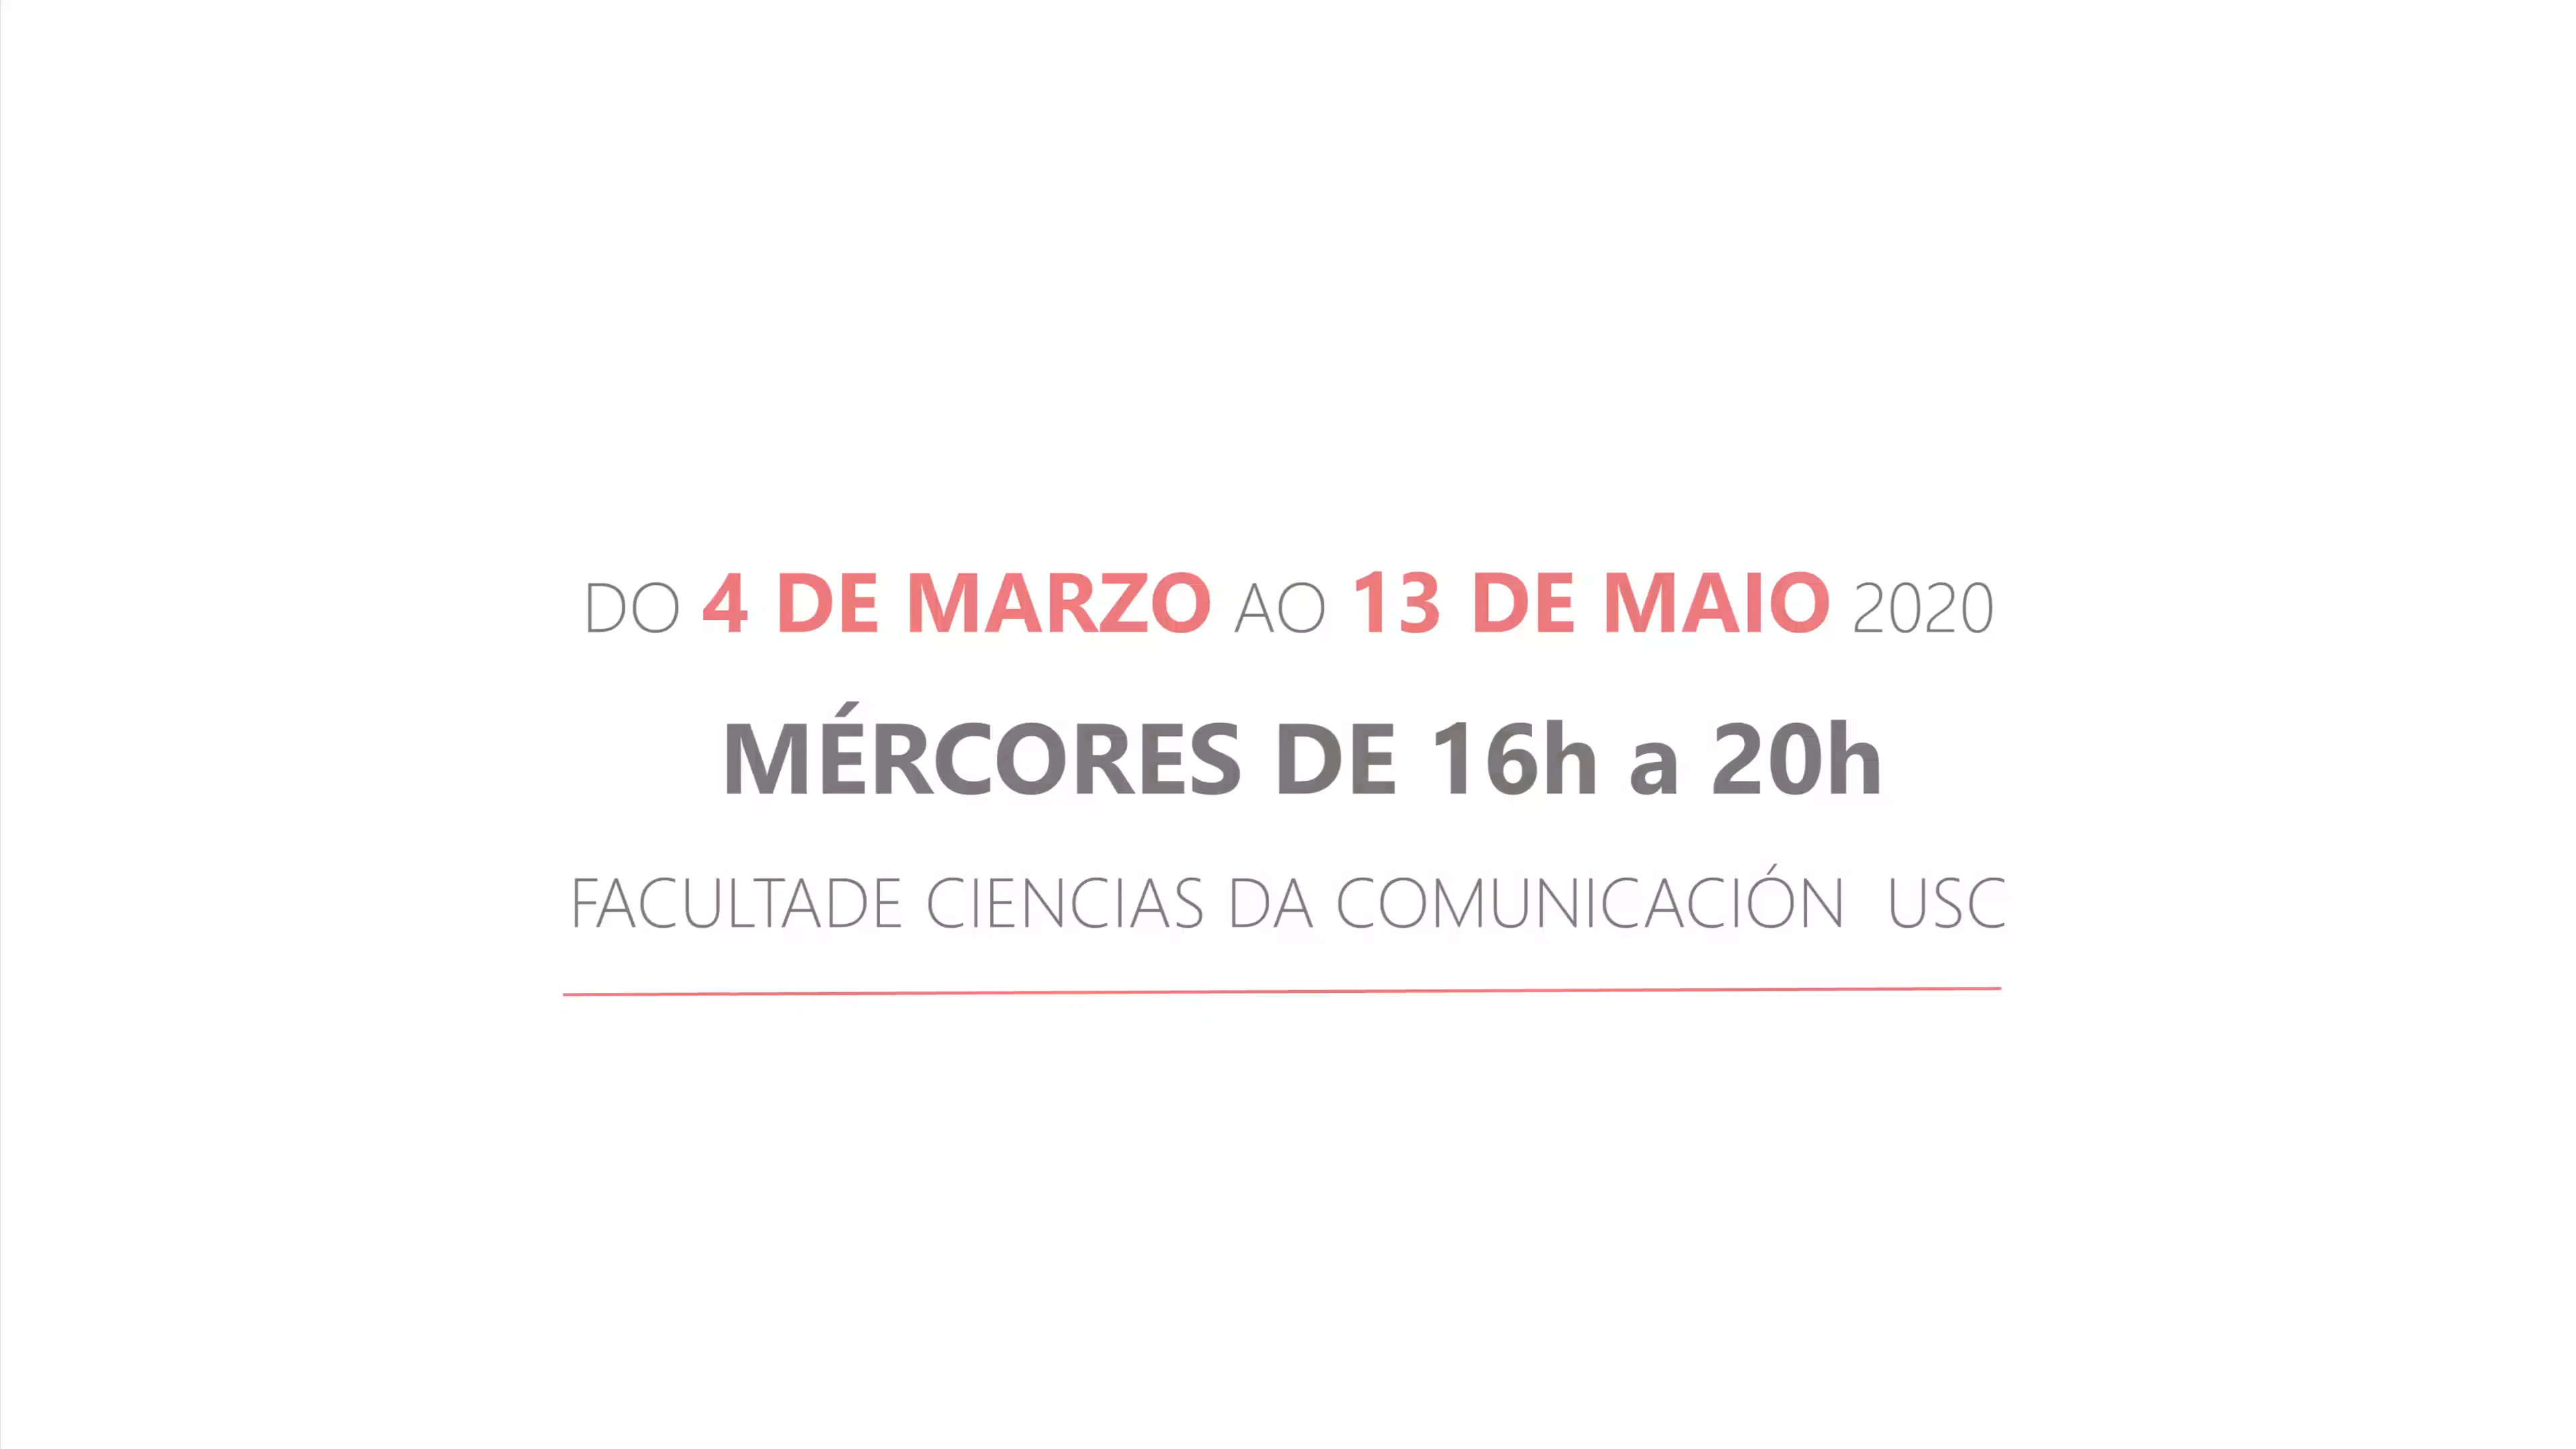 DO 4 DE MARZO AO 13 DE MAIO 2020
MÉRCORES DE 16h a 20h
FACULTADE CIENCIAS DA COMUNICACIÓN USC